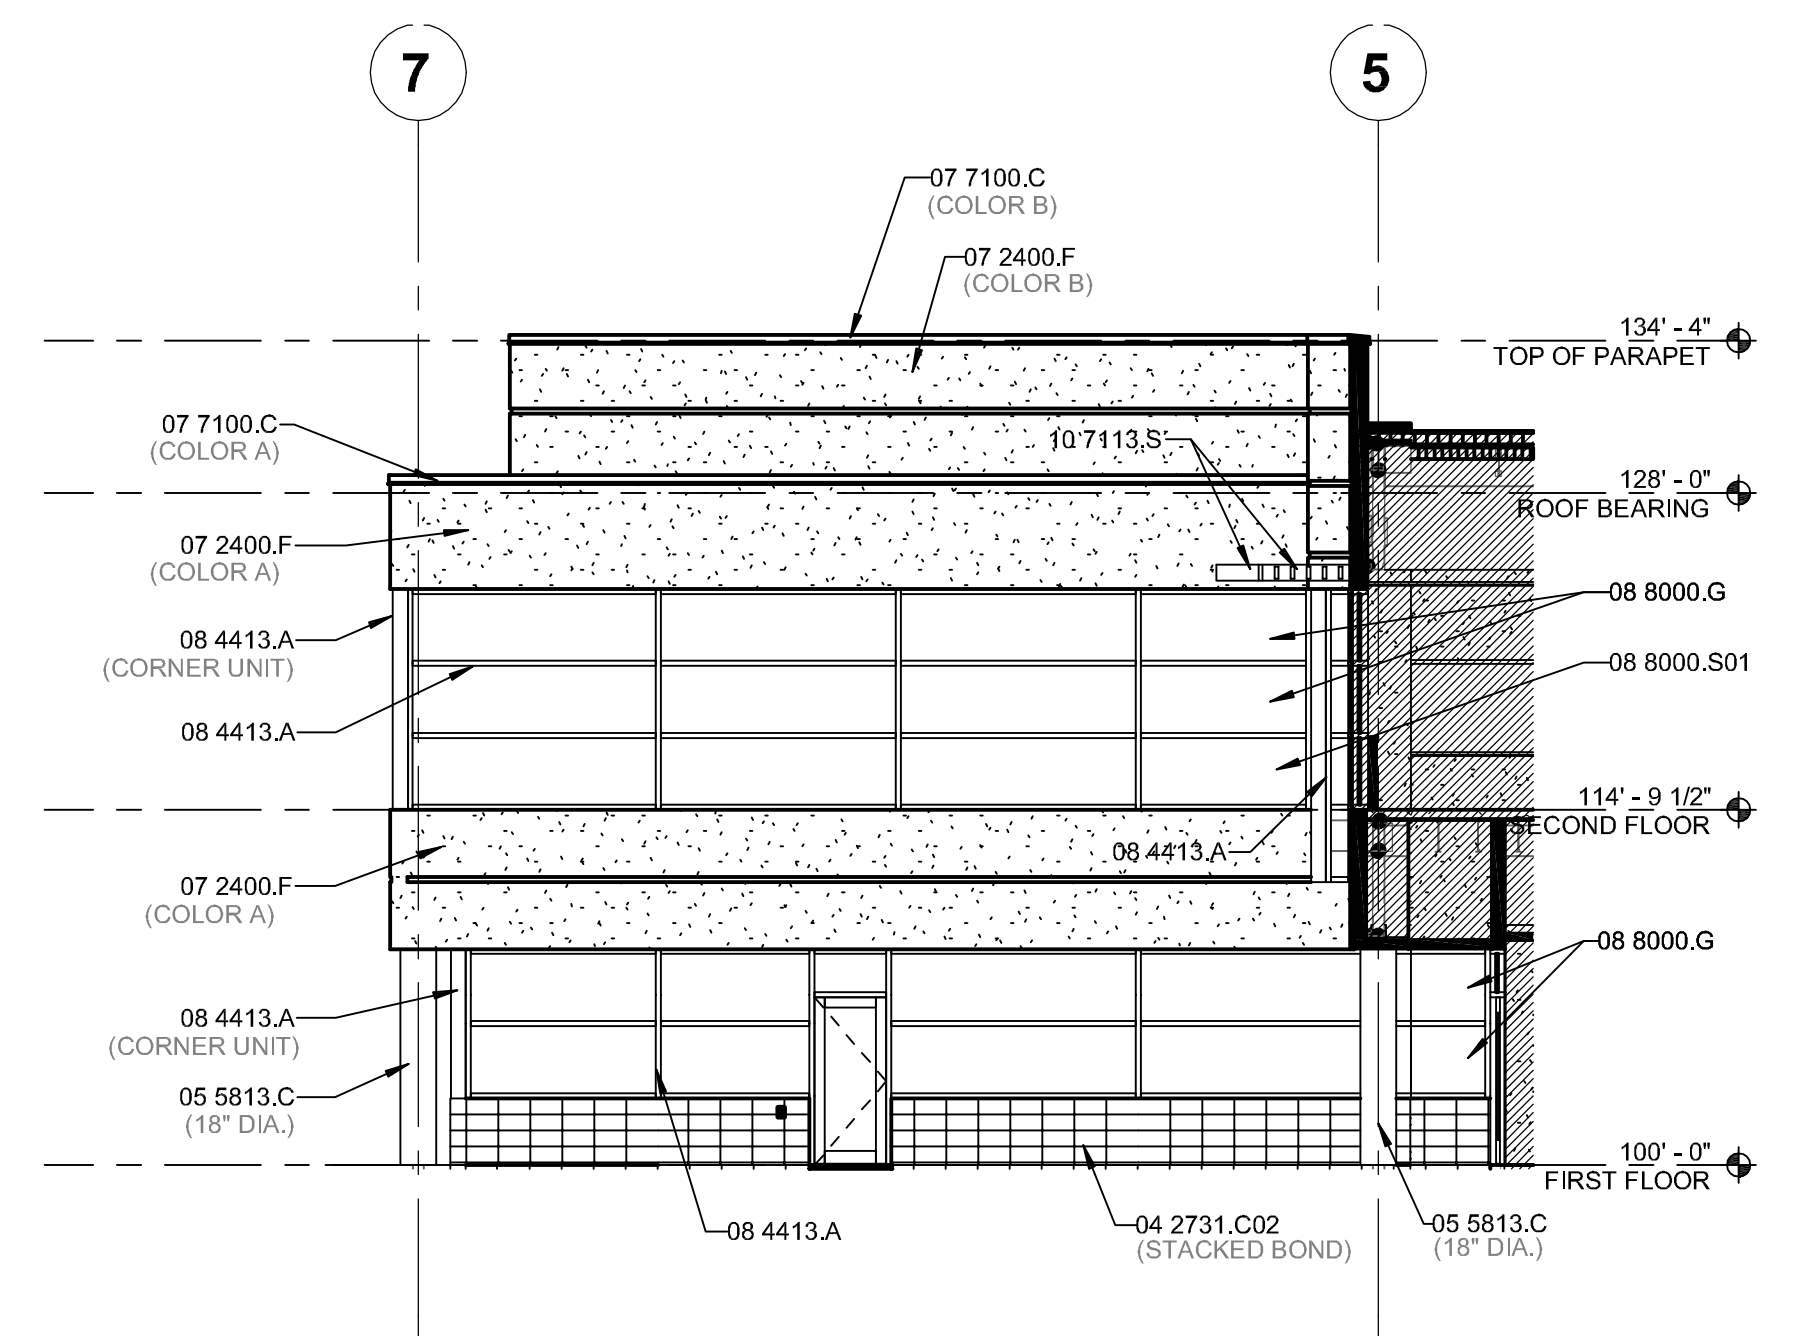 7
5
07 7100.C
(COLOR B)
07 2400.F
(COLOR B)
134' - 4"
TOP OF PARAPET
07 7100.C
(COLOR A)
10 7113.S
128' - 0"
ROOF BEARING
07 2400.F
(COLOR A)
08 8000.G
08 4413.A
(CORNER UNIT)
08 8000.S01
08 4413.A
114' - 9 1/2"
SECOND FLOOR
08 4413.A
07 2400.F
(COLOR A)
08 8000.G
08 4413.A
(CORNER UNIT)
05 5813.C
(18" DIA.)
100' - 0"
FIRST FLOOR
08 4413.A
04 2731.C02
(STACKED BOND)
05 5813.C
(18" DIA.)